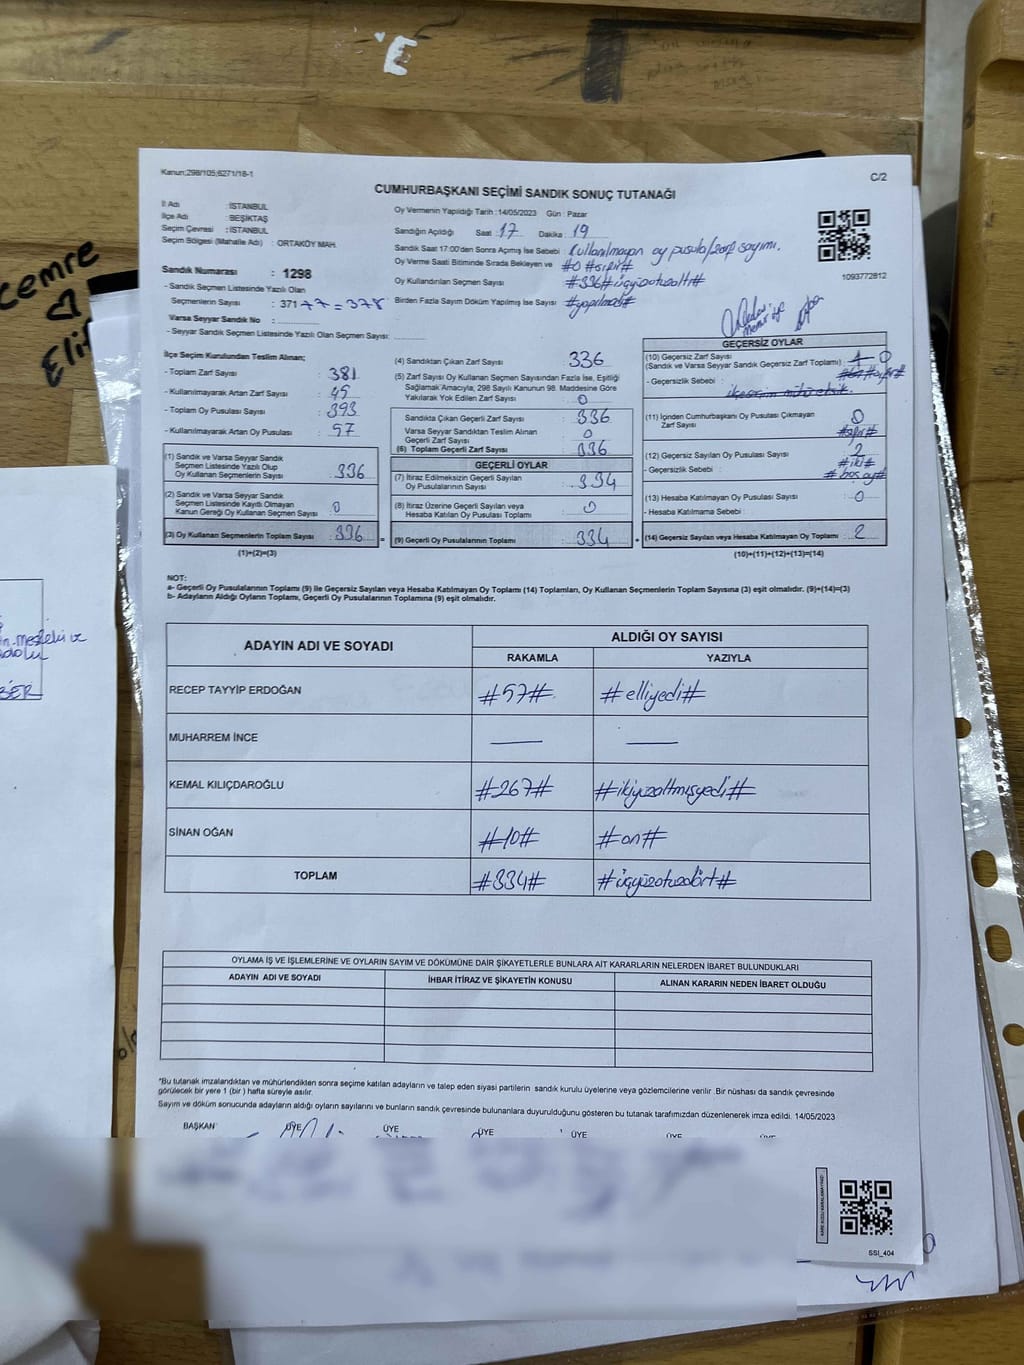 E
Cemre
Elif
Kanun;298/105;6271/18-1
C/2
CUMHURBAŞKANI SEÇİMİ SANDIK SONUÇ TUTANAĞI
İl Adı : İSTANBUL
İlçe Adı : BEŞİKTAŞ
Seçim Çevresi : İSTANBUL
Seçim Bölgesi (Mahalle Adı) : ORTAKÖY MAH.
Oy Vermenin Yapıldığı Tarih : 14/05/2023 Gün : Pazar
Sandığın Açıldığı Saat 17 Dakika : 19
Sandık Saat 17:00'den Sonra Açımış İse Sebebi : Kullanılmayan oy pusula/zarf sayımı.
Oy Verme Saati Bitiminde Sırada Bekleyen ve #0 #sıfır#
Oy Kullandırılan Seçmen Sayısı : #336#üçyüzotuzaltı#
Birden Fazla Sayım Döküm Yapılmış İse Sayısı : #yapılmadı#
1093772812
Sandık Numarası : 1298
- Sandık Seçmen Listesinde Yazılı Olan
Seçmenlerin Sayısı : 371+7=378
Varsa Seyyar Sandık No :
- Seyyar Sandık Seçmen Listesinde Yazılı Olan Seçmen Sayısı:
İlçe Seçim Kurulundan Teslim Alınan;
- Toplam Zarf Sayısı : 381
- Kullanılmayarak Artan Zarf Sayısı : 45
- Toplam Oy Pusulası Sayısı : 393
- Kullanılmayarak Artan Oy Pusulası : 57
(1) Sandık ve Varsa Seyyar Sandık
Seçmen Listesinde Yazılı Olup
Oy Kullanan Seçmenlerin Sayısı : 336
(2) Sandık ve Varsa Seyyar Sandık
Seçmen Listesinde Kayıtlı Olmayan
Kanun Gereği Oy Kullanan Seçmen Sayısı : 0
(3) Oy Kullanan Seçmenlerin Toplam Sayısı : 336
(1)+(2)=(3)
(4) Sandıktan Çıkan Zarf Sayısı : 336
(5) Zarf Sayısı Oy Kullanan Seçmen Sayısından Fazla İse, Eşitliği
Sağlamak Amacıyla, 298 Sayılı Kanunun 98. Maddesine Göre
Yakılarak Yok Edilen Zarf Sayısı : 0
Sandıkta Çıkan Geçerli Zarf Sayısı : 336
Varsa Seyyar Sandıktan Teslim Alınan
Geçerli Zarf Sayısı : 0
(6) Toplam Geçerli Zarf Sayısı : 336
GEÇERLİ OYLAR
(7) İtiraz Edilmeksizin Geçerli Sayılan
Oy Pusulalarının Sayısı : 334
(8) İtiraz Üzerine Geçerli Sayılan veya
Hesaba Katılan Oy Pusulası Toplamı : 0
= (9) Geçerli Oy Pusulalarının Toplamı : 334
GEÇERSİZ OYLAR
(10) Geçersiz Zarf Sayısı : 0
(Sandık ve Varsa Seyyar Sandık Geçersiz Zarf Toplamı)
- Geçersizlik Sebebi :
(11) İçinden Cumhurbaşkanı Oy Pusulası Çıkmayan
Zarf Sayısı : 0
#sıfır#
(12) Geçersiz Sayılan Oy Pusulası Sayısı : 2
#iki#
- Geçersizlik Sebebi : #boş oy#
(13) Hesaba Katılmayan Oy Pusulası Sayısı : 0
- Hesaba Katılmama Sebebi :
+ (14) Geçersiz Sayılan veya Hesaba Katılmayan Oy Toplamı : 2
(10)+(11)+(12)+(13)=(14)
NOT:
a- Geçerli Oy Pusulalarının Toplamı (9) ile Geçersiz Sayılan veya Hesaba Katılmayan Oy Toplamı (14) Toplamları, Oy Kullanan Seçmenlerin Toplam Sayısına (3) eşit olmalıdır. (9)+(14)=(3)
b- Adayların Aldığı Oyların Toplamı, Geçerli Oy Pusulalarının Toplamına (9) eşit olmalıdır.
ADAYIN ADI VE SOYADI
ALDIĞI OY SAYISI
RAKAMLA YAZIYLA
RECEP TAYYİP ERDOĞAN #57# #elliyedi#
MUHARREM İNCE — —
KEMAL KILIÇDAROĞLU #267# #ikiyüzaltmışyedi#
SİNAN OĞAN #10# #on#
TOPLAM #334# #üçyüzotuzdört#
OYLAMA İŞ VE İŞLEMLERİNE VE OYLARIN SAYIM VE DÖKÜMÜNE DAİR ŞİKAYETLERLE BUNLARA AİT KARARLARIN NELERDEN İBARET BULUNDUKLARI
ADAYIN ADI VE SOYADI İHBAR İTİRAZ VE ŞİKAYETİN KONUSU ALINAN KARARIN NEDEN İBARET OLDUĞU
*Bu tutanak imzalandıktan ve mühürlendikten sonra seçime katılan adayların ve talep eden siyasi partilerin sandık kurulu üyelerine veya gözlemcilerine verilir .Bir nüshası da sandık çevresinde
görülecek bir yere 1 (bir ) hafta süreyle asılır.
Sayım ve döküm sonucunda adayların aldığı oyların sayılarını ve bunların sandık çevresinde bulunanlara duyurulduğunu gösteren bu tutanak tarafımızdan düzenlenerek imza edildi. 14/05/2023
BAŞKAN ÜYE ÜYE ÜYE ÜYE ÜYE ÜYE
SSI_404